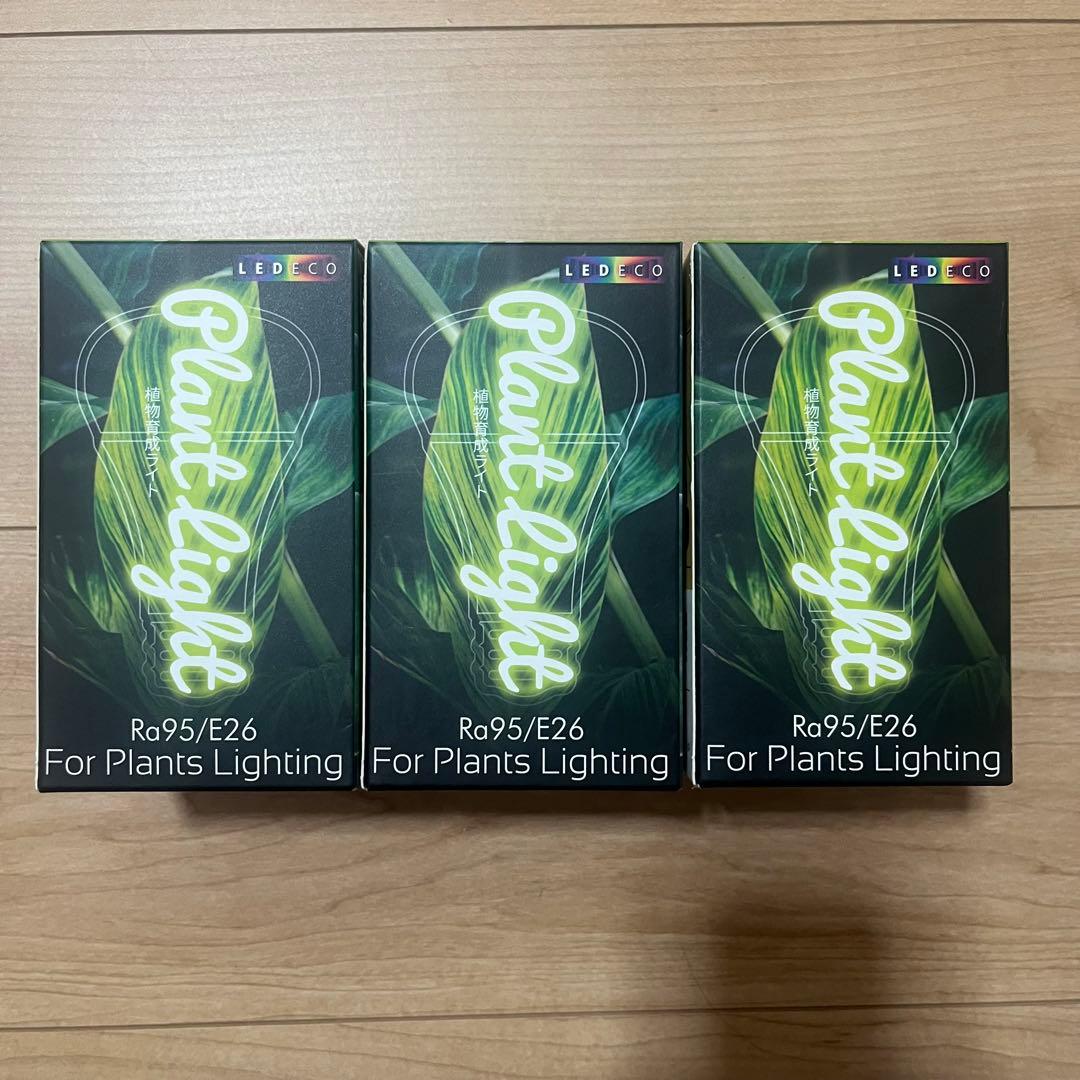 LEDECO
Plant Light
植物育成ライト
Ra95/E26
For Plants Lighting
LEDECO
Plant Light
植物育成ライト
Ra95/E26
For Plants Lighting
LEDECO
Plant Light
植物育成ライト
Ra95/E26
For Plants Lighting